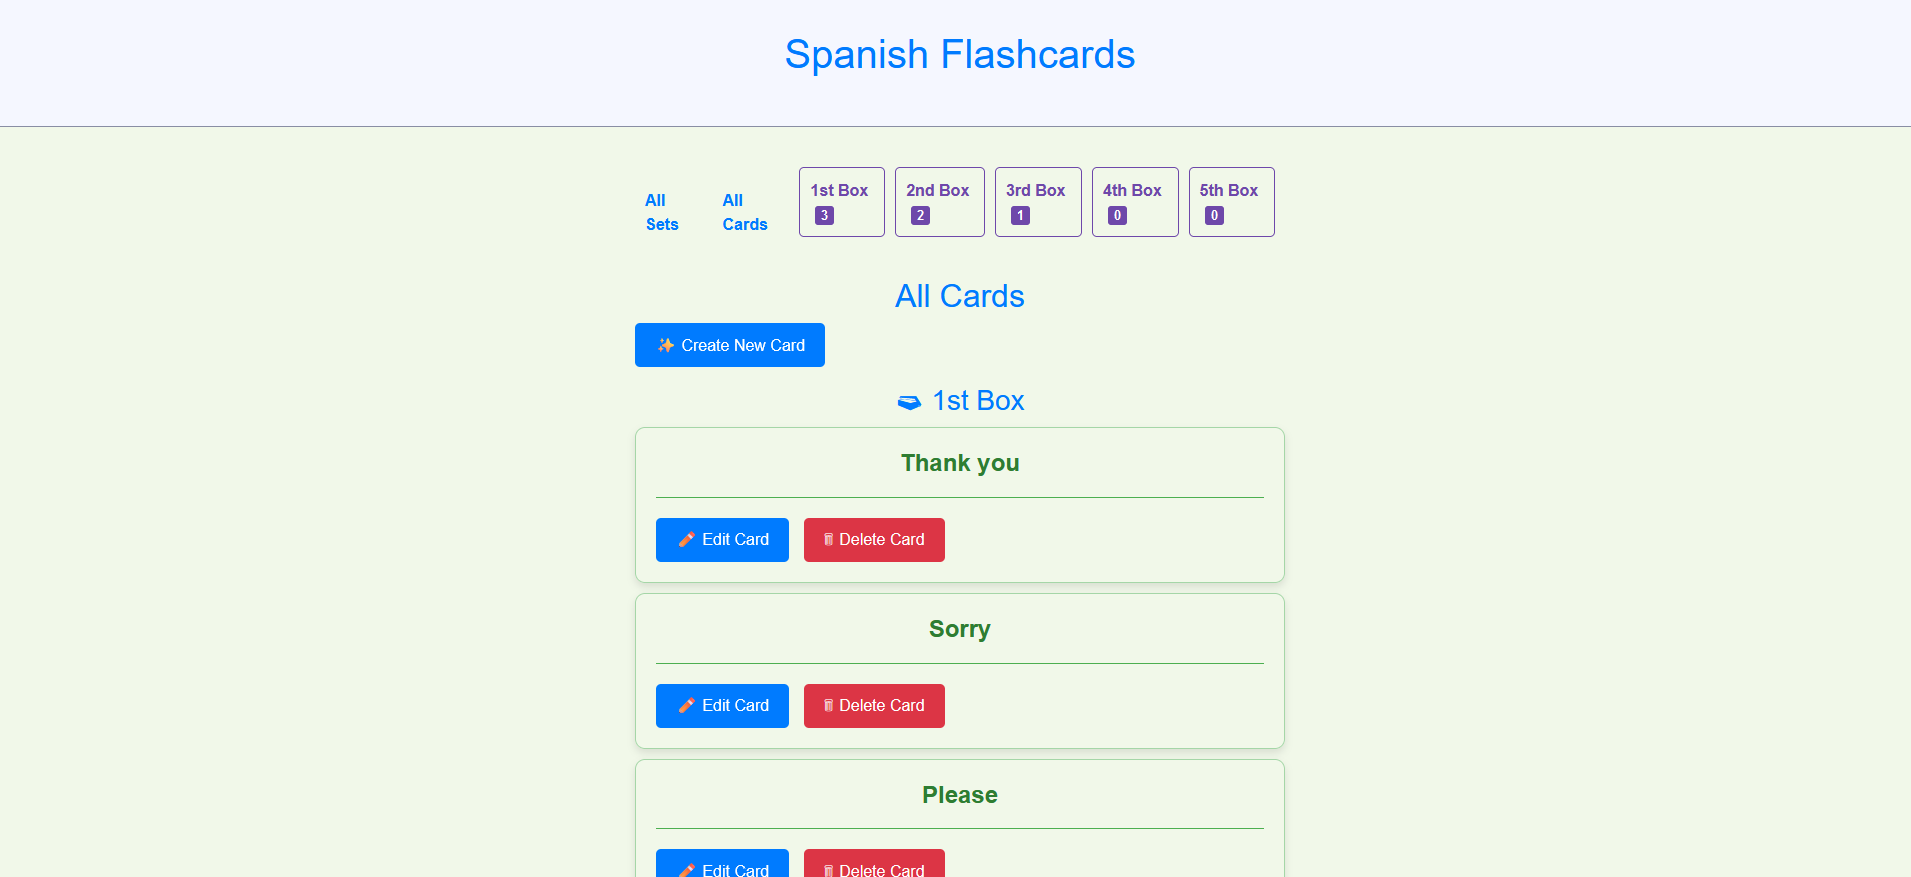 Spanish Flashcards
All
Sets
All
Cards
1st Box
3
2nd Box
2
3rd Box
1
4th Box
0
5th Box
0
All Cards
Create New Card
1st Box
Thank you
Edit Card
Delete Card
Sorry
Edit Card
Delete Card
Please
Edit Card
Delete Card